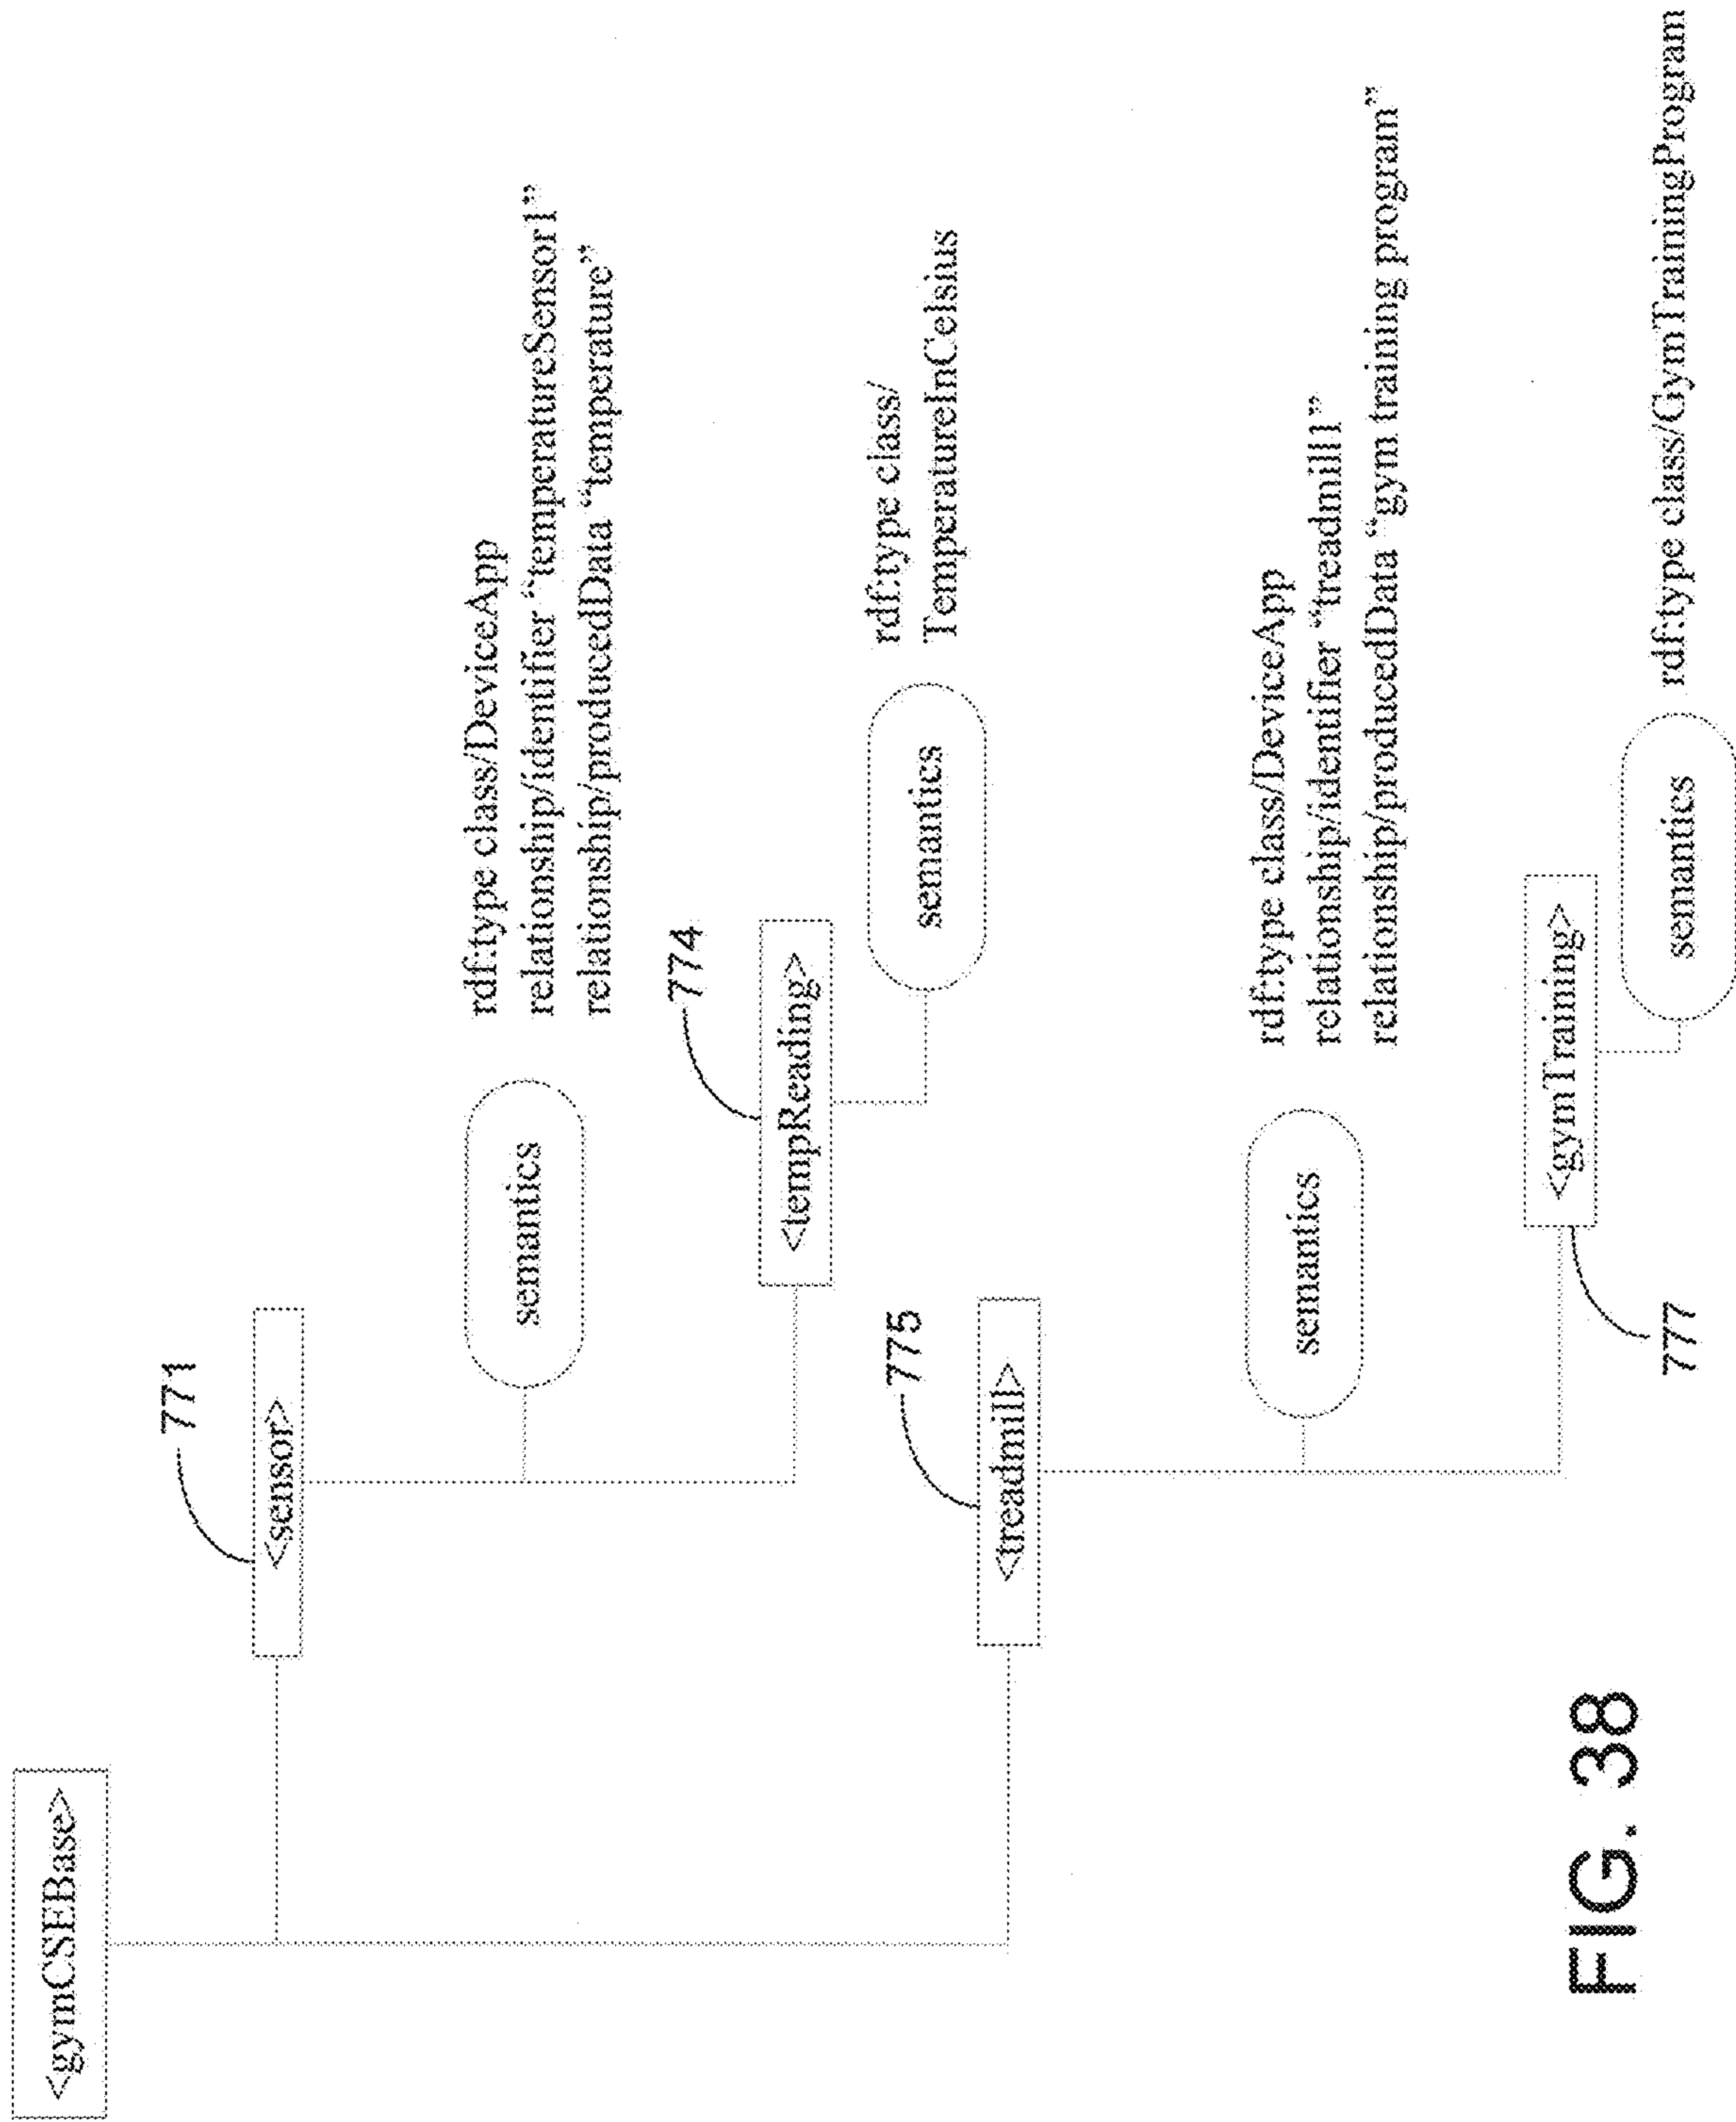 <gymCSEBase>
771
<sensor>
semantics
rdf:type class/DeviceApp
relationship/identifier “temperatureSensor1”
relationship/producedData “temperature”
774
<tempReading>
semantics
rdf:type class/
TemperatureInCelsius
775
<treadmill>
semantics
rdf:type class/DeviceApp
relationship/identifier “treadmill1”
relationship/producedData “gym training program”
<gymTraining>
777
semantics
rdf:type class/GymTrainingProgram
FIG. 38